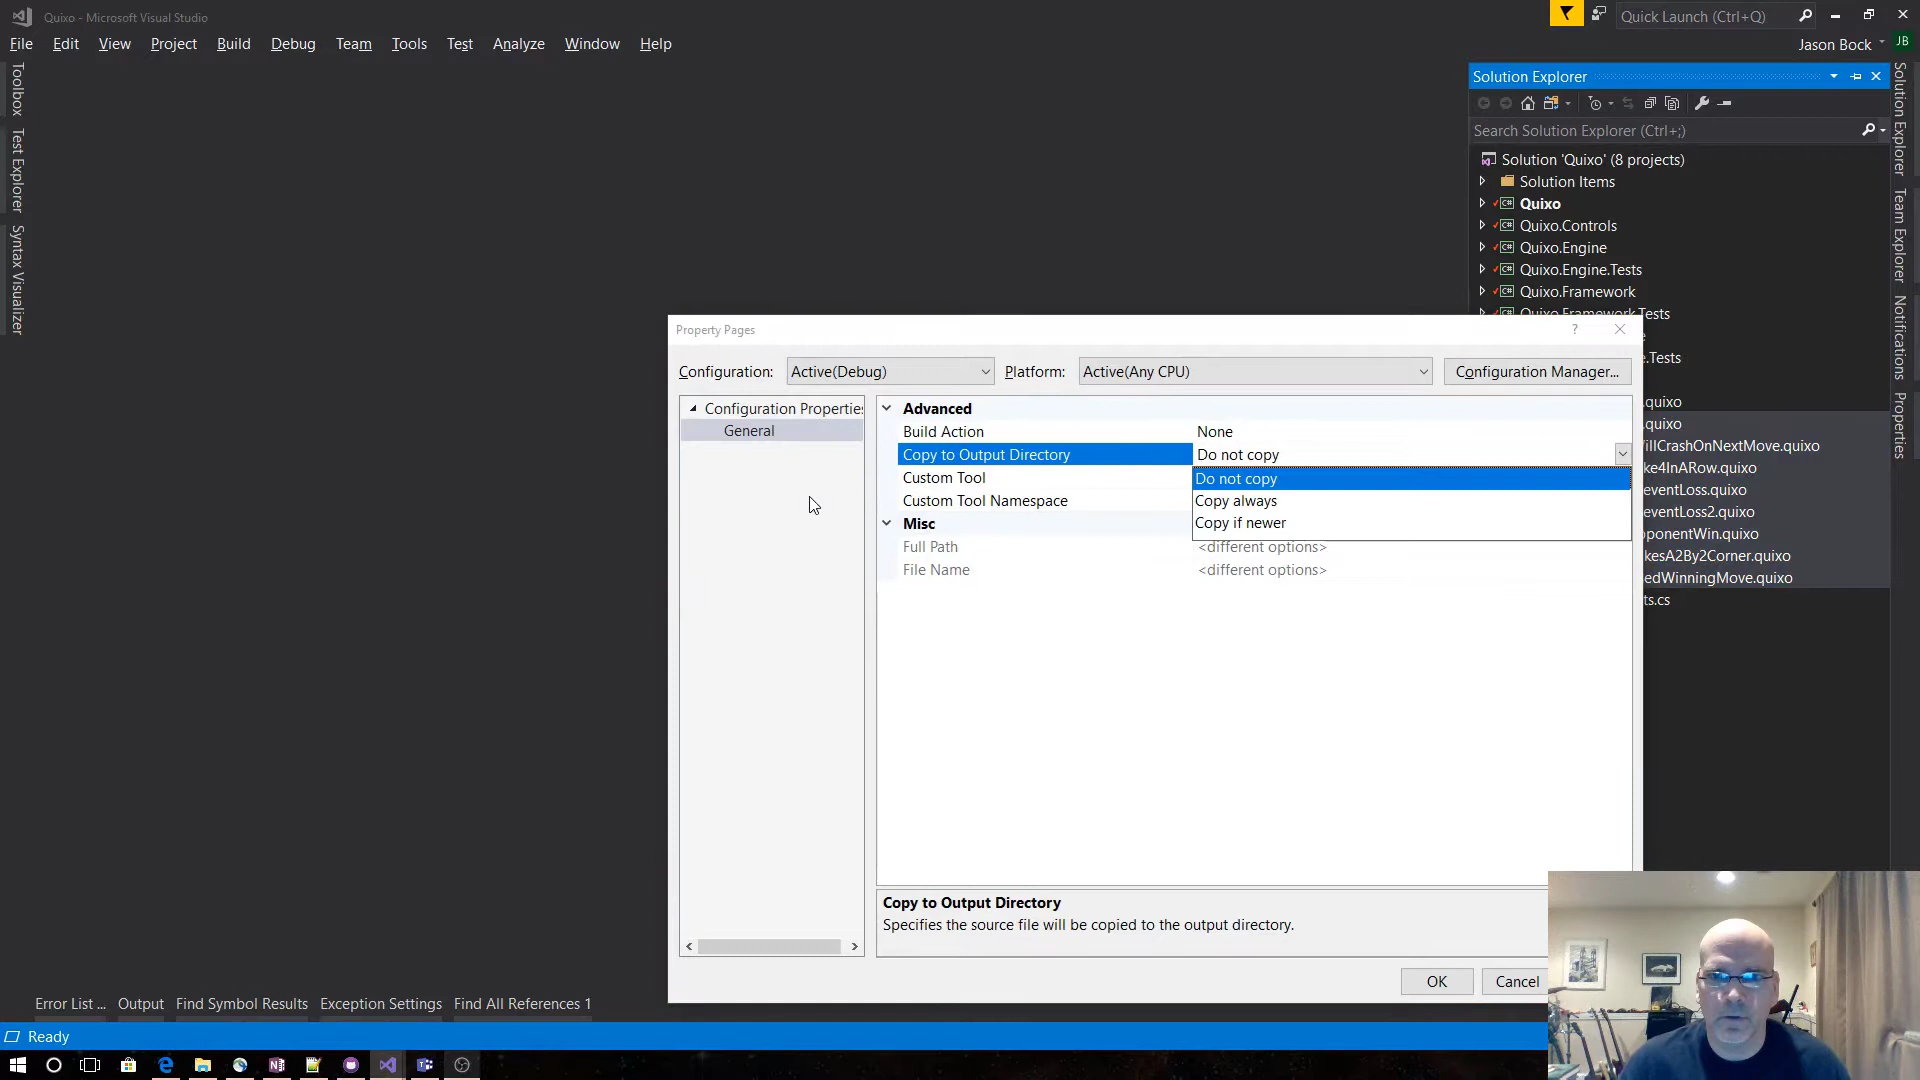 Quixo - Microsoft Visual Studio
Quick Launch (Ctrl+Q)
File Edit View Project Build Debug Team Tools Test Analyze Window Help
Jason Bock JB
Toolbox
Test Explorer
Syntax Visualizer
Solution Explorer
Search Solution Explorer (Ctrl+;)
Solution 'Quixo' (8 projects)
Solution Items
C# Quixo
C# Quixo.Controls
C# Quixo.Engine
C# Quixo.Engine.Tests
C# Quixo.Framework
.Tests
.Tests
.quixo
.quixo
illCrashOnNextMove.quixo
ke4InARow.quixo
eventLoss.quixo
eventLoss2.quixo
ponentWin.quixo
kesA2By2Corner.quixo
edWinningMove.quixo
ts.cs
Solution Explorer
Team Explorer
Notifications
Properties
Property Pages
Configuration: Active(Debug) Platform: Active(Any CPU) Configuration Manager...
Configuration Properties
General
Advanced
Build Action None
Copy to Output Directory Do not copy
Custom Tool Do not copy
Custom Tool Namespace Copy always
Misc Copy if newer
Full Path <different options>
File Name <different options>
Copy to Output Directory
Specifies the source file will be copied to the output directory.
OK Cancel
Error List ... Output Find Symbol Results Exception Settings Find All References 1
Ready